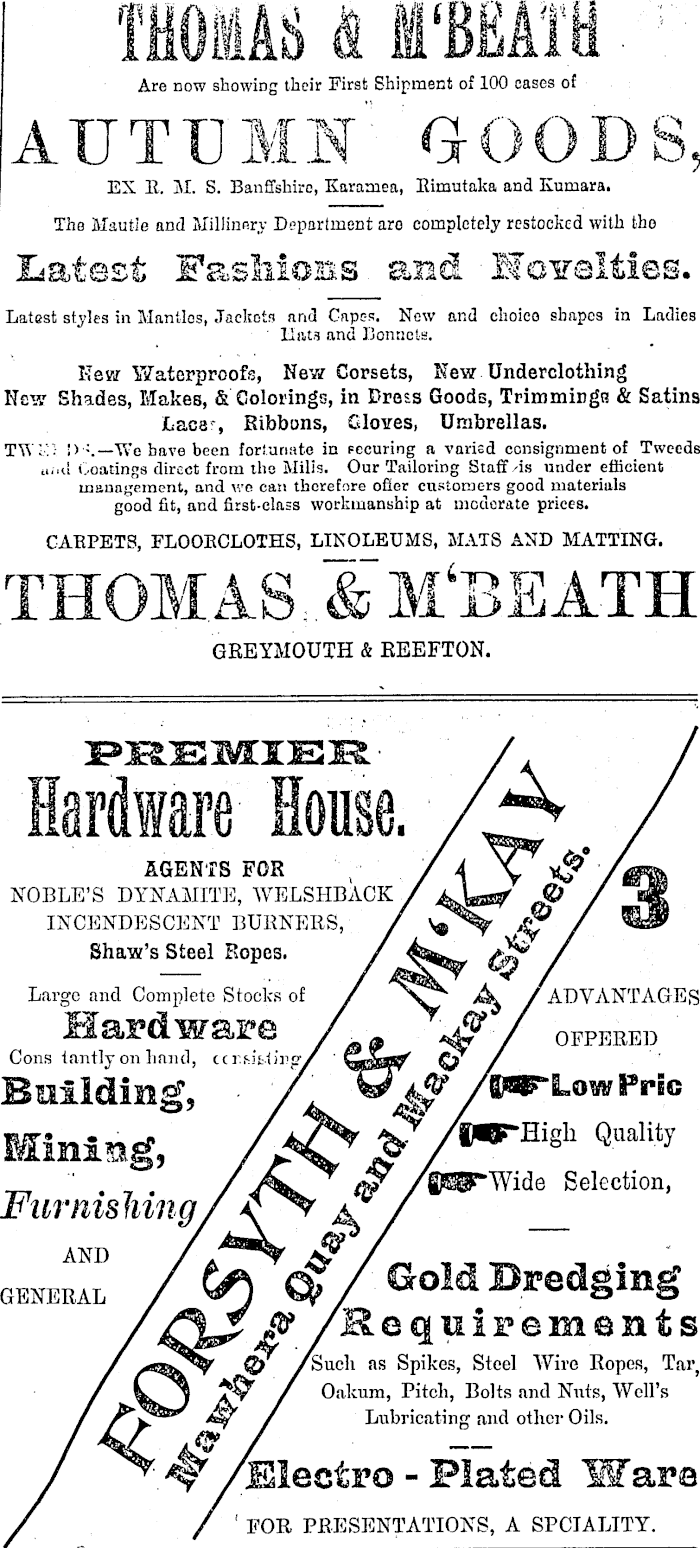 THOMAS & M‘BEATH
Are now showing their First Shipment of 100 cases of
AUTUMN GOODS,
EX R. M. S. Banffshire, Karamea, Rimutaka and Kumara.
The Mautle and Millinery Department are completely restocked with the
Latest Fashions and Novelties.
Latest styles in Mantles, Jackets and Capes. New and choice shapes in Ladies
Hats and Bonnets.
New Waterproofs, New Corsets, New Underclothing
New Shades, Makes, & Colorings, in Dress Goods, Trimmings & Satins
Laces, Ribbons, Gloves, Umbrellas.
TWEEDS.—We have been fortunate in securing a varied consignment of Tweeds
and Coatings direct from the Mills. Our Tailoring Staff is under efficient
management, and we can therefore offer customers good materials
good fit, and first-class workmanship at moderate prices.
CARPETS, FLOORCLOTHS, LINOLEUMS, MATS AND MATTING.
THOMAS & M‘BEATH
GREYMOUTH & REEFTON.
PREMIER
Hardware House.
AGENTS FOR
NOBLE'S DYNAMITE, WELSHBACK
INCENDESCENT BURNERS,
Shaw's Steel Ropes.
Large and Complete Stocks of
Hardware
Cons tantly on hand, consisting
Building,
Mining,
Furnishing
AND
GENERAL
FORSYTH & M‘KAY
Mawhera Quay and Mackay Streets.
3
ADVANTAGES
OFPERED
Low Pric
High Quality
Wide Selection,
Gold Dredging
Requirements
Such as Spikes, Steel Wire Ropes, Tar,
Oakum, Pitch, Bolts and Nuts, Well's
Lubricating and other Oils.
Electro - Plated Ware
FOR PRESENTATIONS, A SPCIALITY.